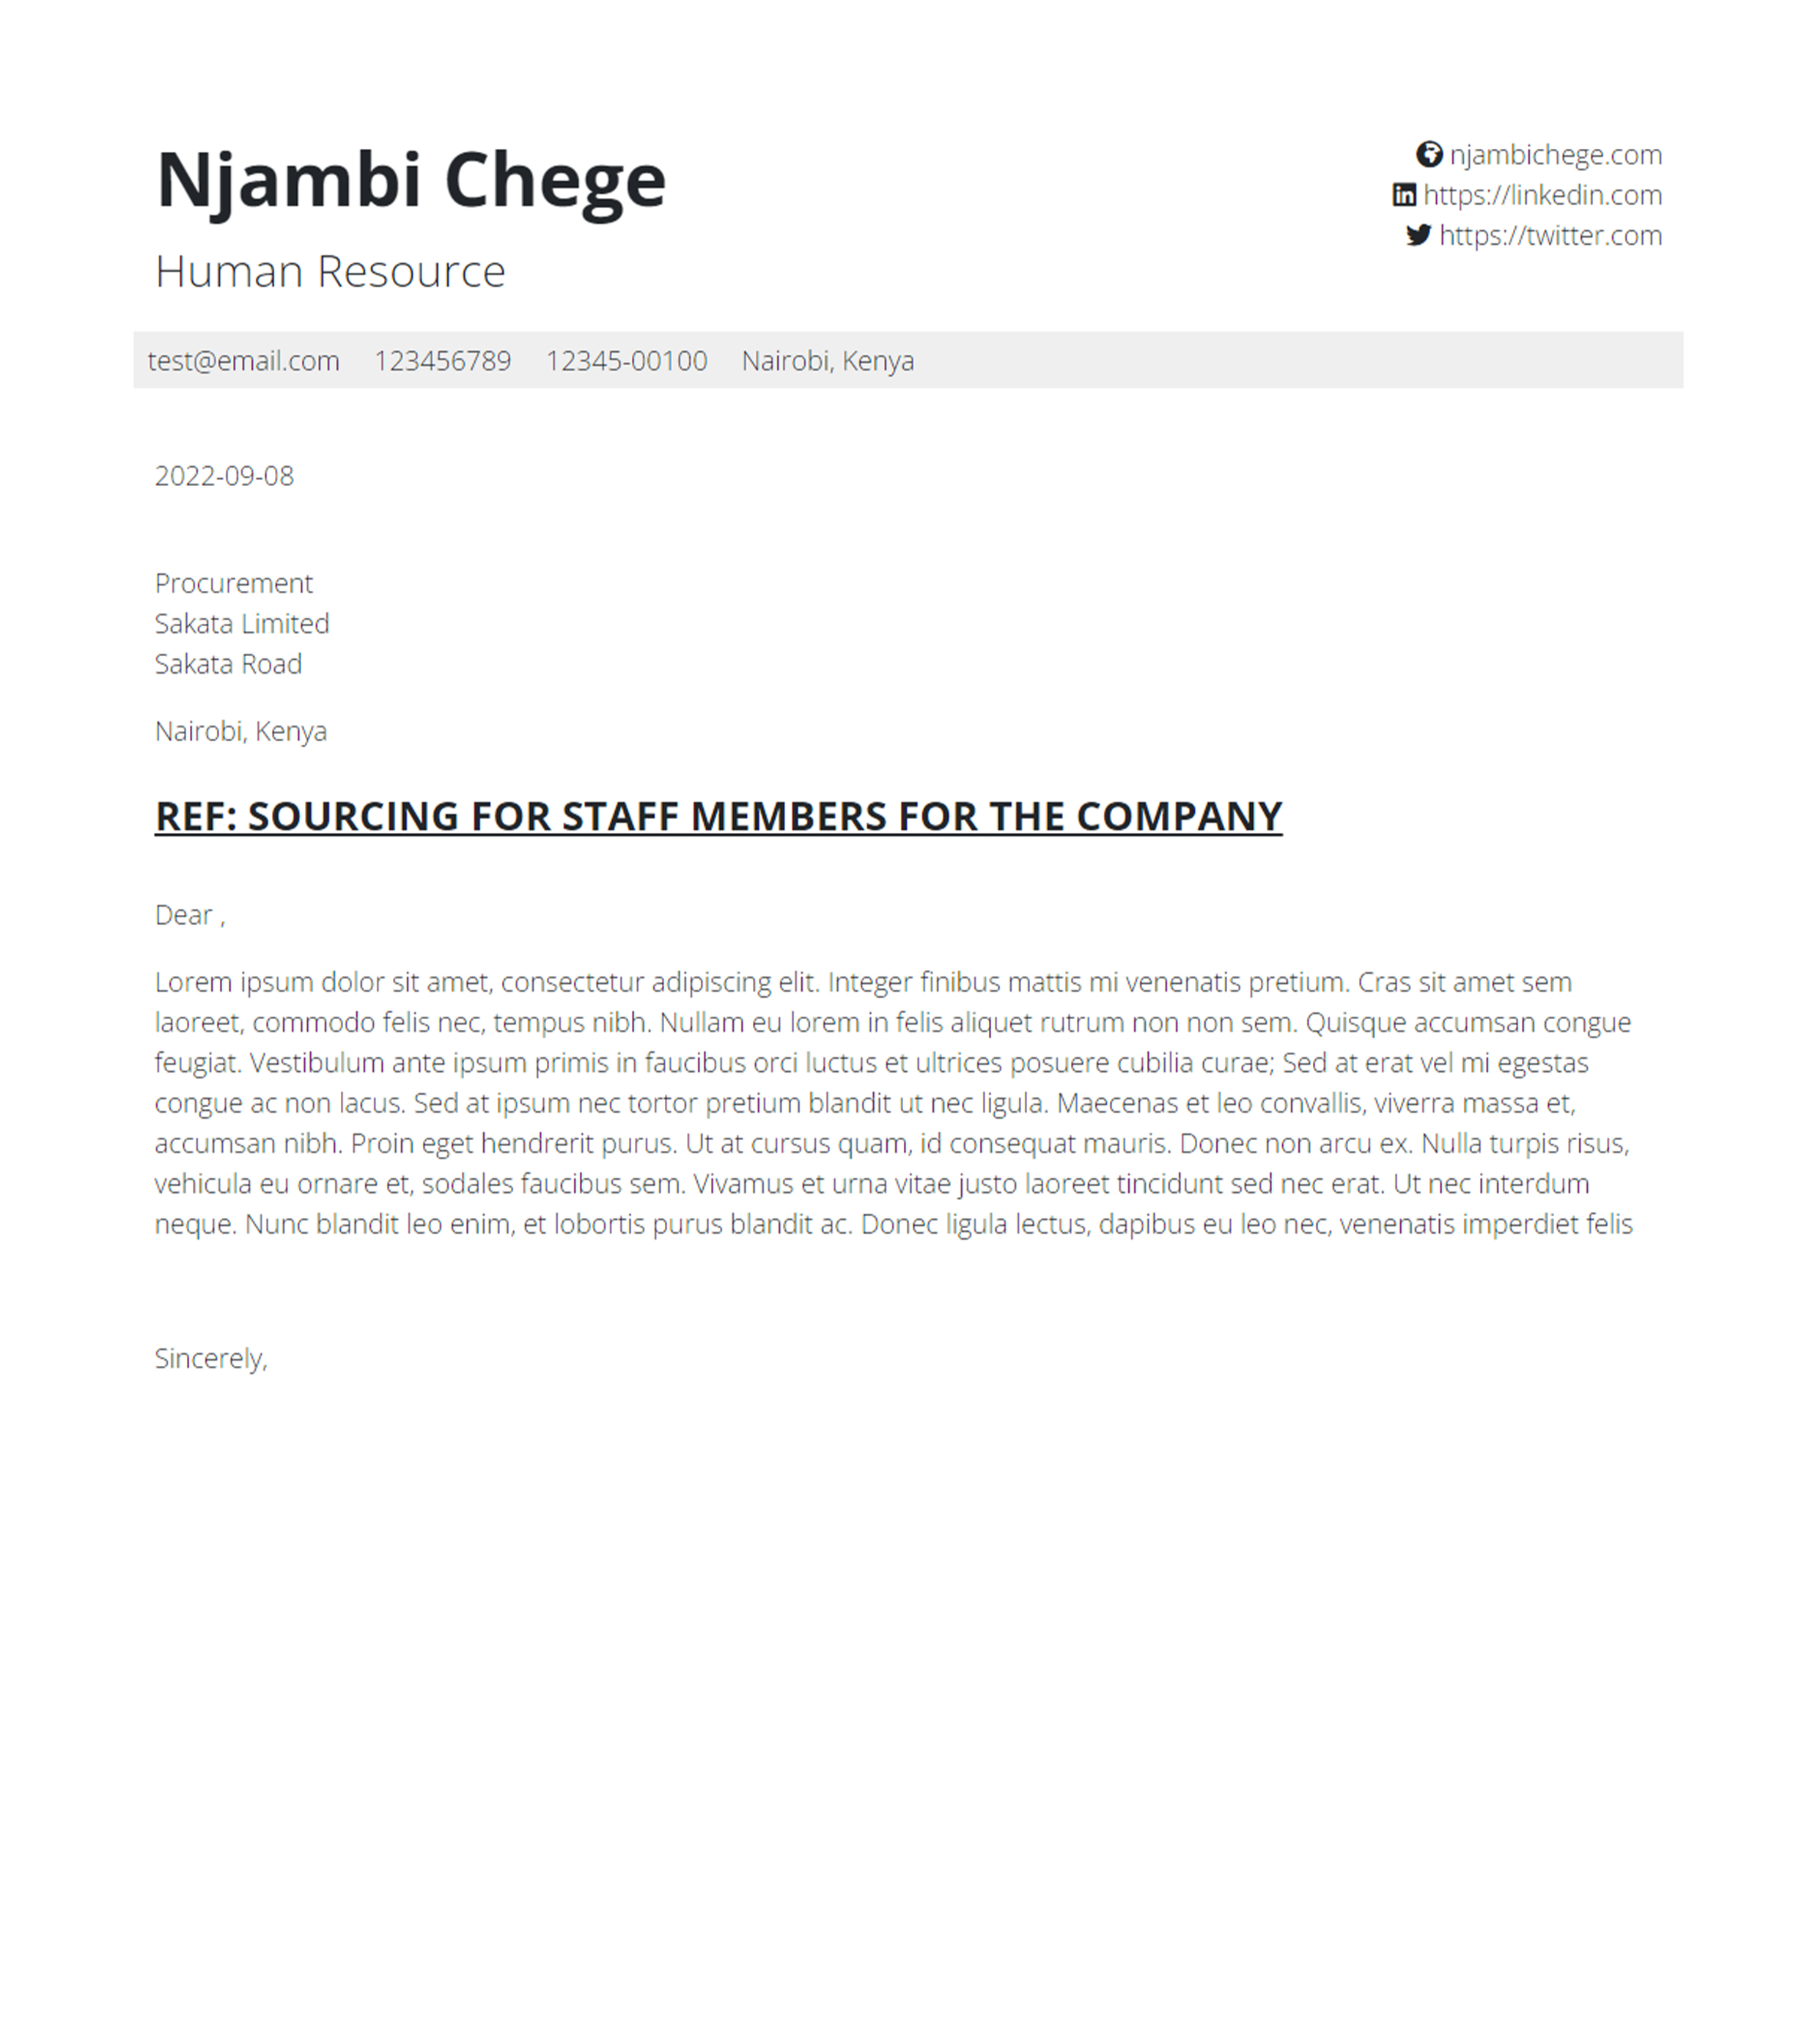 Njambi Chege
Human Resource
njambichege.com
https://linkedin.com
https://twitter.com
test@email.com 123456789 12345-00100 Nairobi, Kenya
2022-09-08
Procurement
Sakata Limited
Sakata Road
Nairobi, Kenya
REF: SOURCING FOR STAFF MEMBERS FOR THE COMPANY
Dear ,
Lorem ipsum dolor sit amet, consectetur adipiscing elit. Integer finibus mattis mi venenatis pretium. Cras sit amet sem
laoreet, commodo felis nec, tempus nibh. Nullam eu lorem in felis aliquet rutrum non non sem. Quisque accumsan congue
feugiat. Vestibulum ante ipsum primis in faucibus orci luctus et ultrices posuere cubilia curae; Sed at erat vel mi egestas
congue ac non lacus. Sed at ipsum nec tortor pretium blandit ut nec ligula. Maecenas et leo convallis, viverra massa et,
accumsan nibh. Proin eget hendrerit purus. Ut at cursus quam, id consequat mauris. Donec non arcu ex. Nulla turpis risus,
vehicula eu ornare et, sodales faucibus sem. Vivamus et urna vitae justo laoreet tincidunt sed nec erat. Ut nec interdum
neque. Nunc blandit leo enim, et lobortis purus blandit ac. Donec ligula lectus, dapibus eu leo nec, venenatis imperdiet felis
Sincerely,